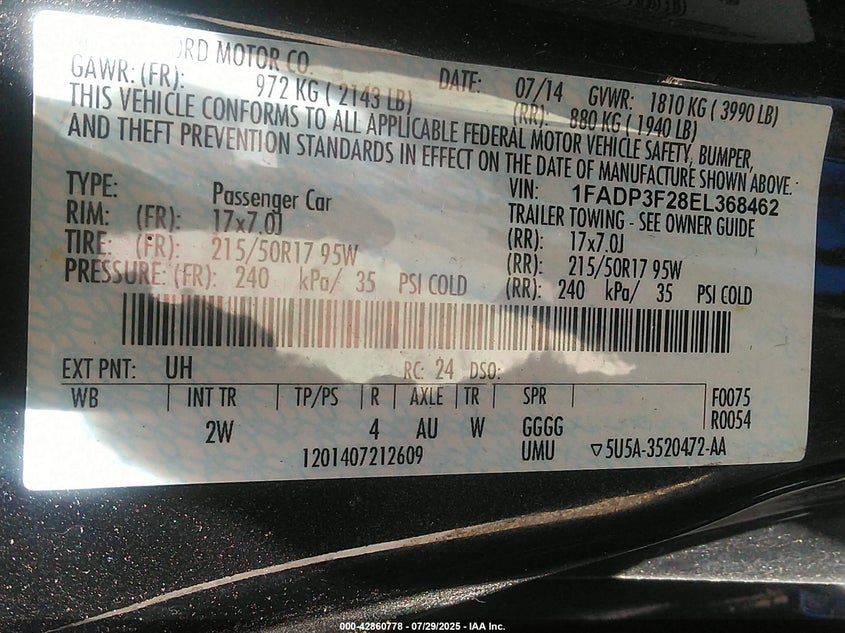 ORD MOTOR CO.
DATE: 07/14 GVWR: 1810 KG ( 3990 LB)
GAWR: (FR): 972 KG ( 2143 LB) (RR): 880 KG ( 1940 LB)
THIS VEHICLE CONFORMS TO ALL APPLICABLE FEDERAL MOTOR VEHICLE SAFETY, BUMPER,
AND THEFT PREVENTION STANDARDS IN EFFECT ON THE DATE OF MANUFACTURE SHOWN ABOVE.
VIN: 1FADP3F28EL368462
TYPE: Passenger Car TRAILER TOWING - SEE OWNER GUIDE
RIM: (FR): 17x7.0J (RR): 17x7.0J
TIRE: (FR): 215/50R17 95W (RR): 215/50R17 95W
PRESSURE: (FR): 240 kPa/ 35 PSI COLD (RR): 240 kPa/ 35 PSI COLD
EXT PNT: UH RC: 24 DSO:
WB INT TR TP/PS R AXLE TR SPR F0075
R0054
2W 4 AU W GGGG
1201407212609 UMU ▽5U5A-3520472-AA
000-42860778 - 07/29/2025 - IAA Inc.